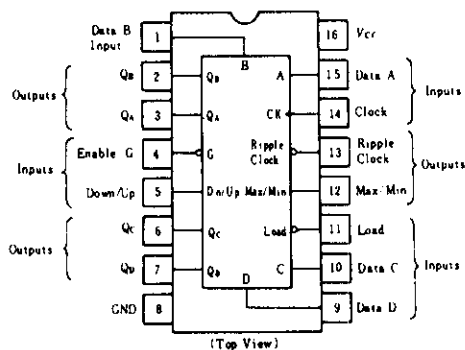 Data B
Input
1
16
Vcc
Outputs
QB
2
QB
B
A
15
Data A
Inputs
QA
3
QA
CK
14
Clock
Inputs
Enable G
4
G
Ripple
Clock
13
Ripple
Clock
Outputs
Down/Up
5
Dn/Up
Max/Min
12
Max/Min
Outputs
QC
6
QC
Load
11
Load
Inputs
QD
7
C
10
Data C
D
GND
8
9
Data D
(Top View)